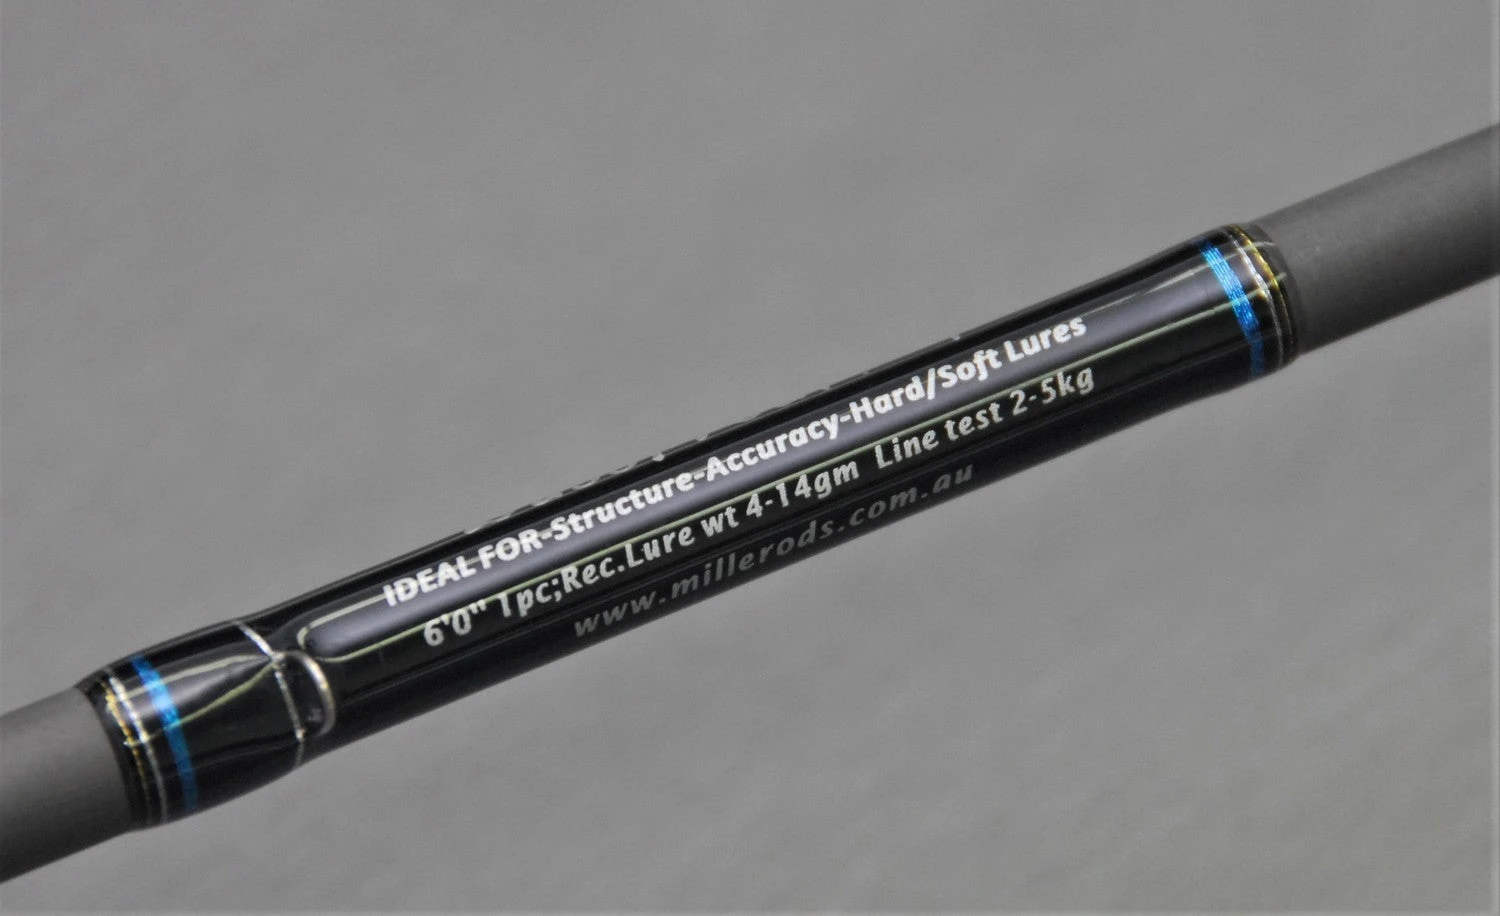 IDEAL FOR-Structure-Accuracy-Hard/Soft Lures
6'0" 1pc;Rec.Lure wt 4-14gm Line test 2-5kg
www.millerods.com.au